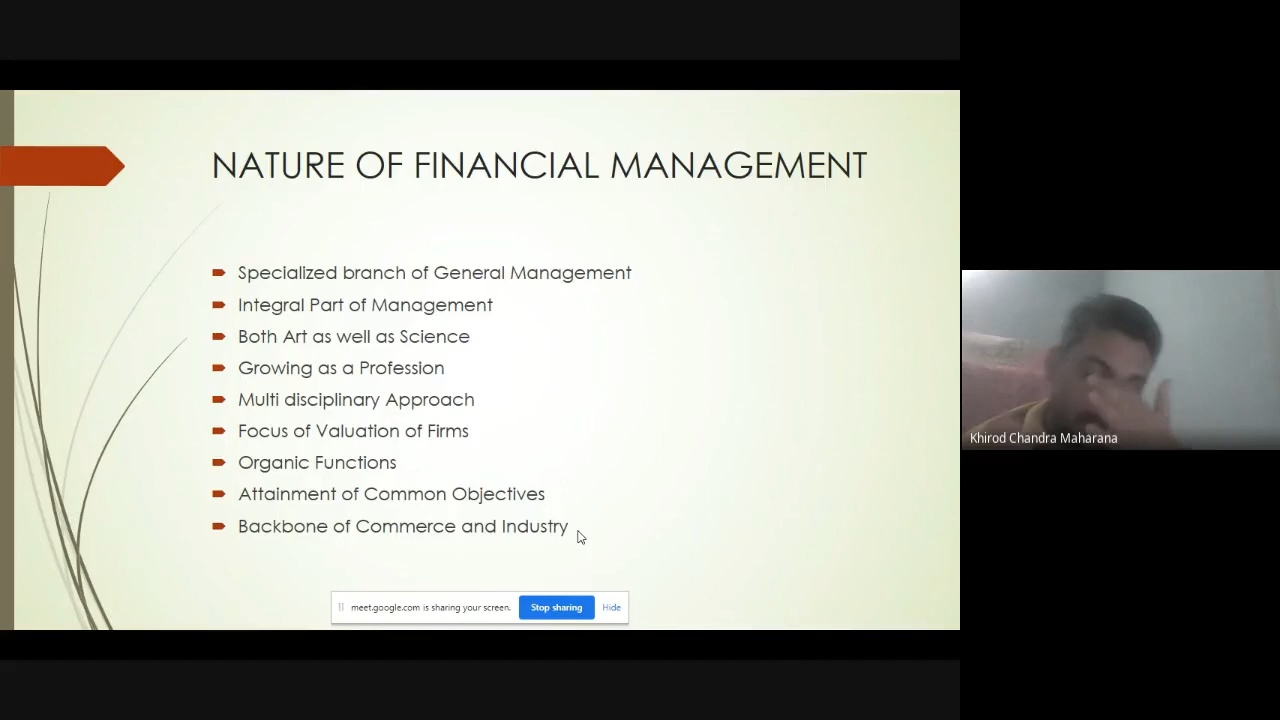 NATURE OF FINANCIAL MANAGEMENT
Specialized branch of General Management
Integral Part of Management
Both Art as well as Science
Growing as a Profession
Multi disciplinary Approach
Focus of Valuation of Firms
Organic Functions
Attainment of Common Objectives
Backbone of Commerce and Industry
meet.google.com is sharing your screen. Stop sharing Hide
Khirod Chandra Maharana